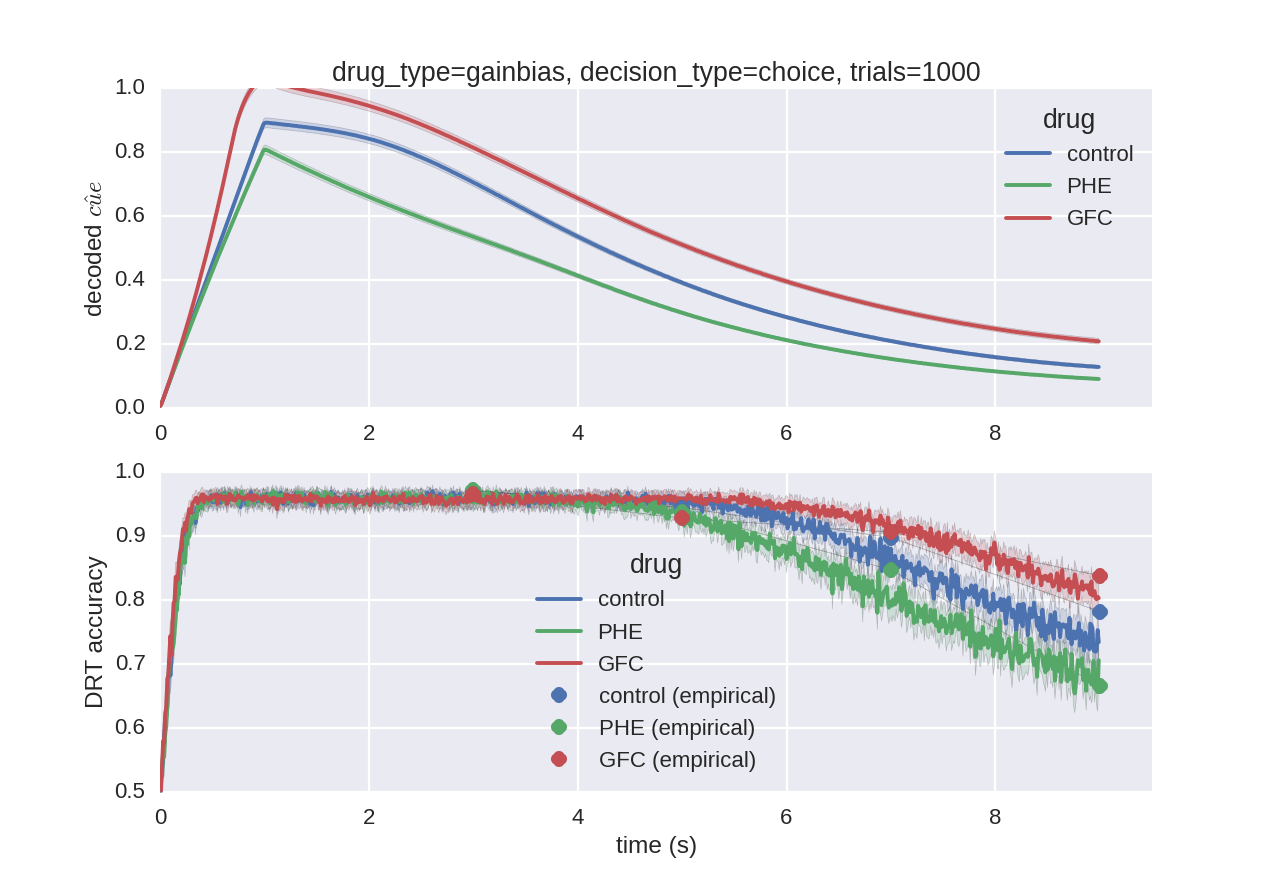 drug_type=gainbias, decision_type=choice, trials=1000
1.0
0.8
0.6
0.4
0.2
0.0
decoded cûe
drug
control
PHE
GFC
0 2 4 6 8
1.0
0.9
0.8
0.7
0.6
0.5
DRT accuracy
drug
control
PHE
GFC
control (empirical)
PHE (empirical)
GFC (empirical)
0 2 4 6 8
time (s)